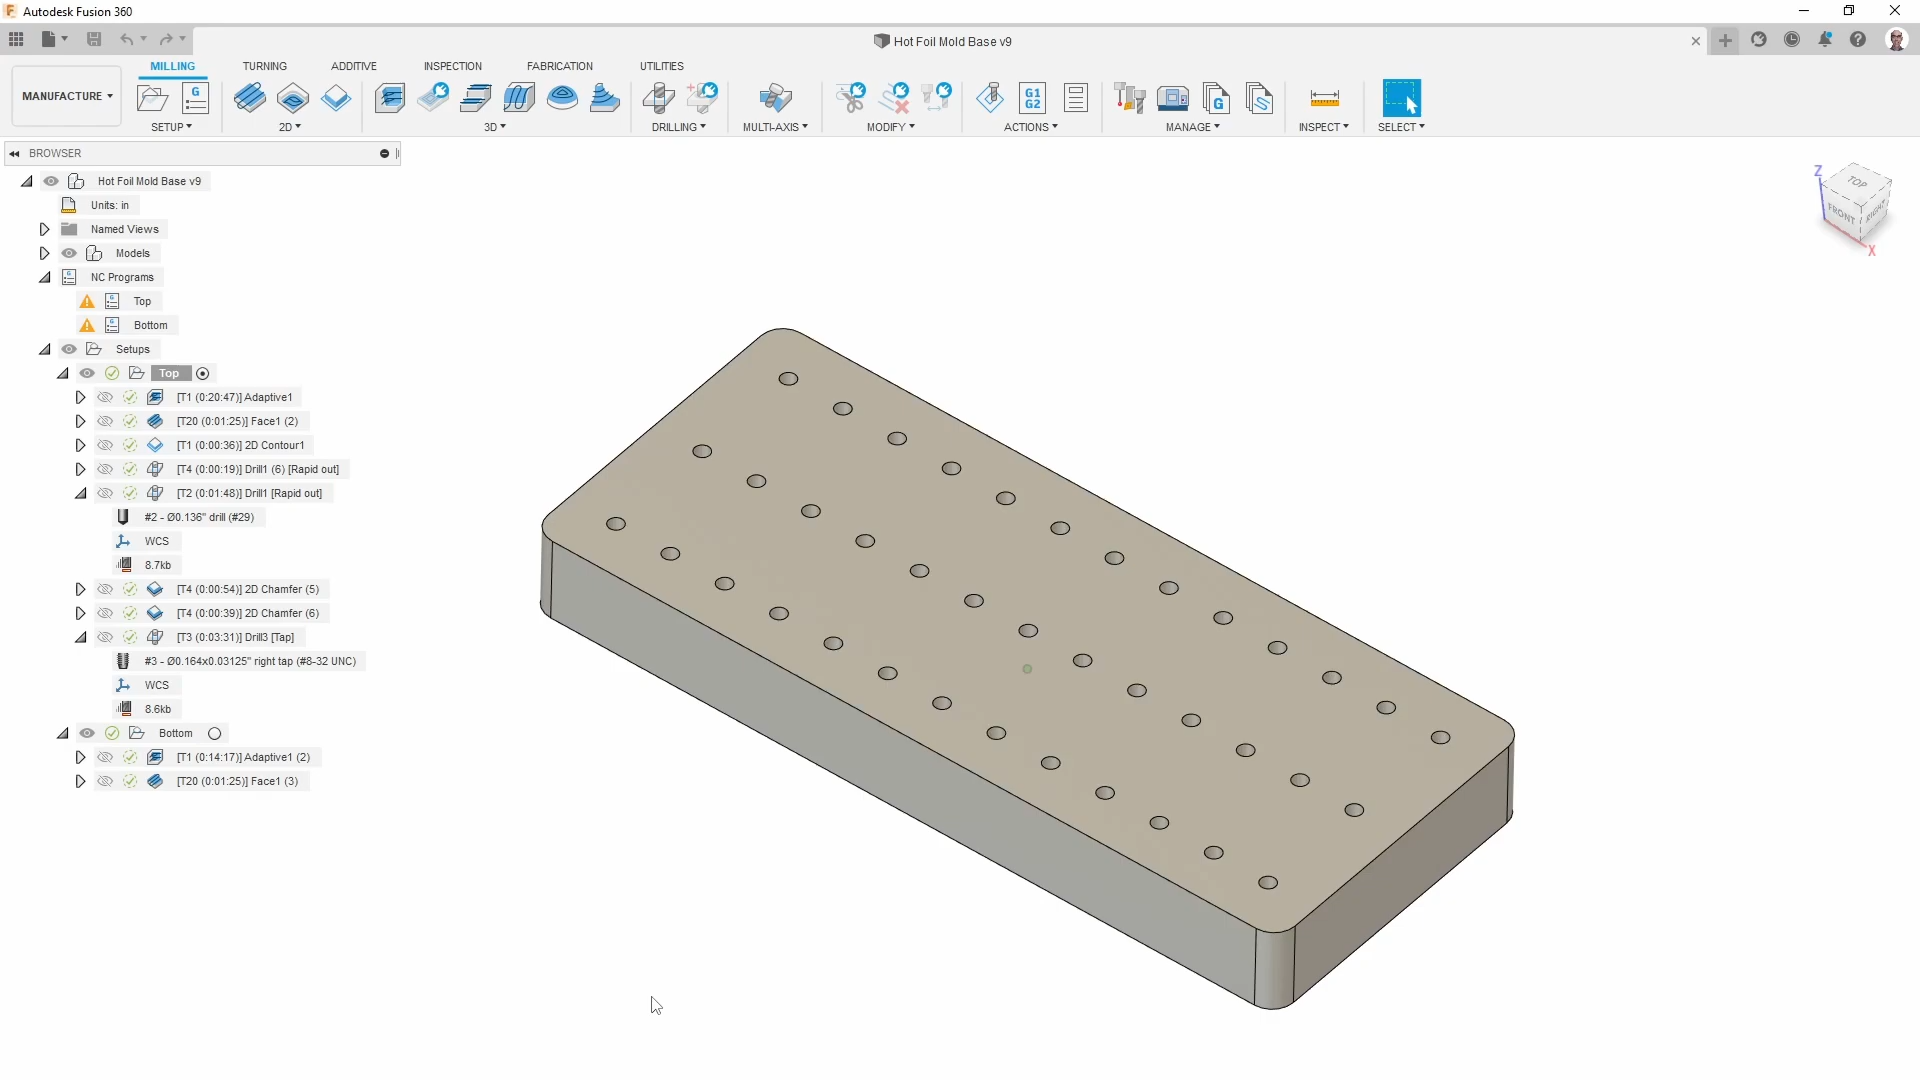 Autodesk Fusion 360
Hot Foil Mold Base v9
MILLING TURNING ADDITIVE INSPECTION FABRICATION UTILITIES
MANUFACTURE
G
G1
G2
G
SETUP 2D 3D DRILLING MULTI-AXIS MODIFY ACTIONS MANAGE INSPECT SELECT
BROWSER
Hot Foil Mold Base v9
Units: in
Named Views
Models
NC Programs
Top
Bottom
Setups
Top
[T1 (0:20:47)] Adaptive1
[T20 (0:01:25)] Face1 (2)
[T1 (0:00:36)] 2D Contour1
[T4 (0:00:19)] Drill1 (6) [Rapid out]
[T2 (0:01:48)] Drill1 [Rapid out]
#2 - Ø0.136" drill (#29)
WCS
8.7kb
[T4 (0:00:54)] 2D Chamfer (5)
[T4 (0:00:39)] 2D Chamfer (6)
[T3 (0:03:31)] Drill3 [Tap]
#3 - Ø0.164x0.03125" right tap (#8-32 UNC)
WCS
8.6kb
Bottom
[T1 (0:14:17)] Adaptive1 (2)
[T20 (0:01:25)] Face1 (3)
Z
TOP
FRONT
RIGHT
X